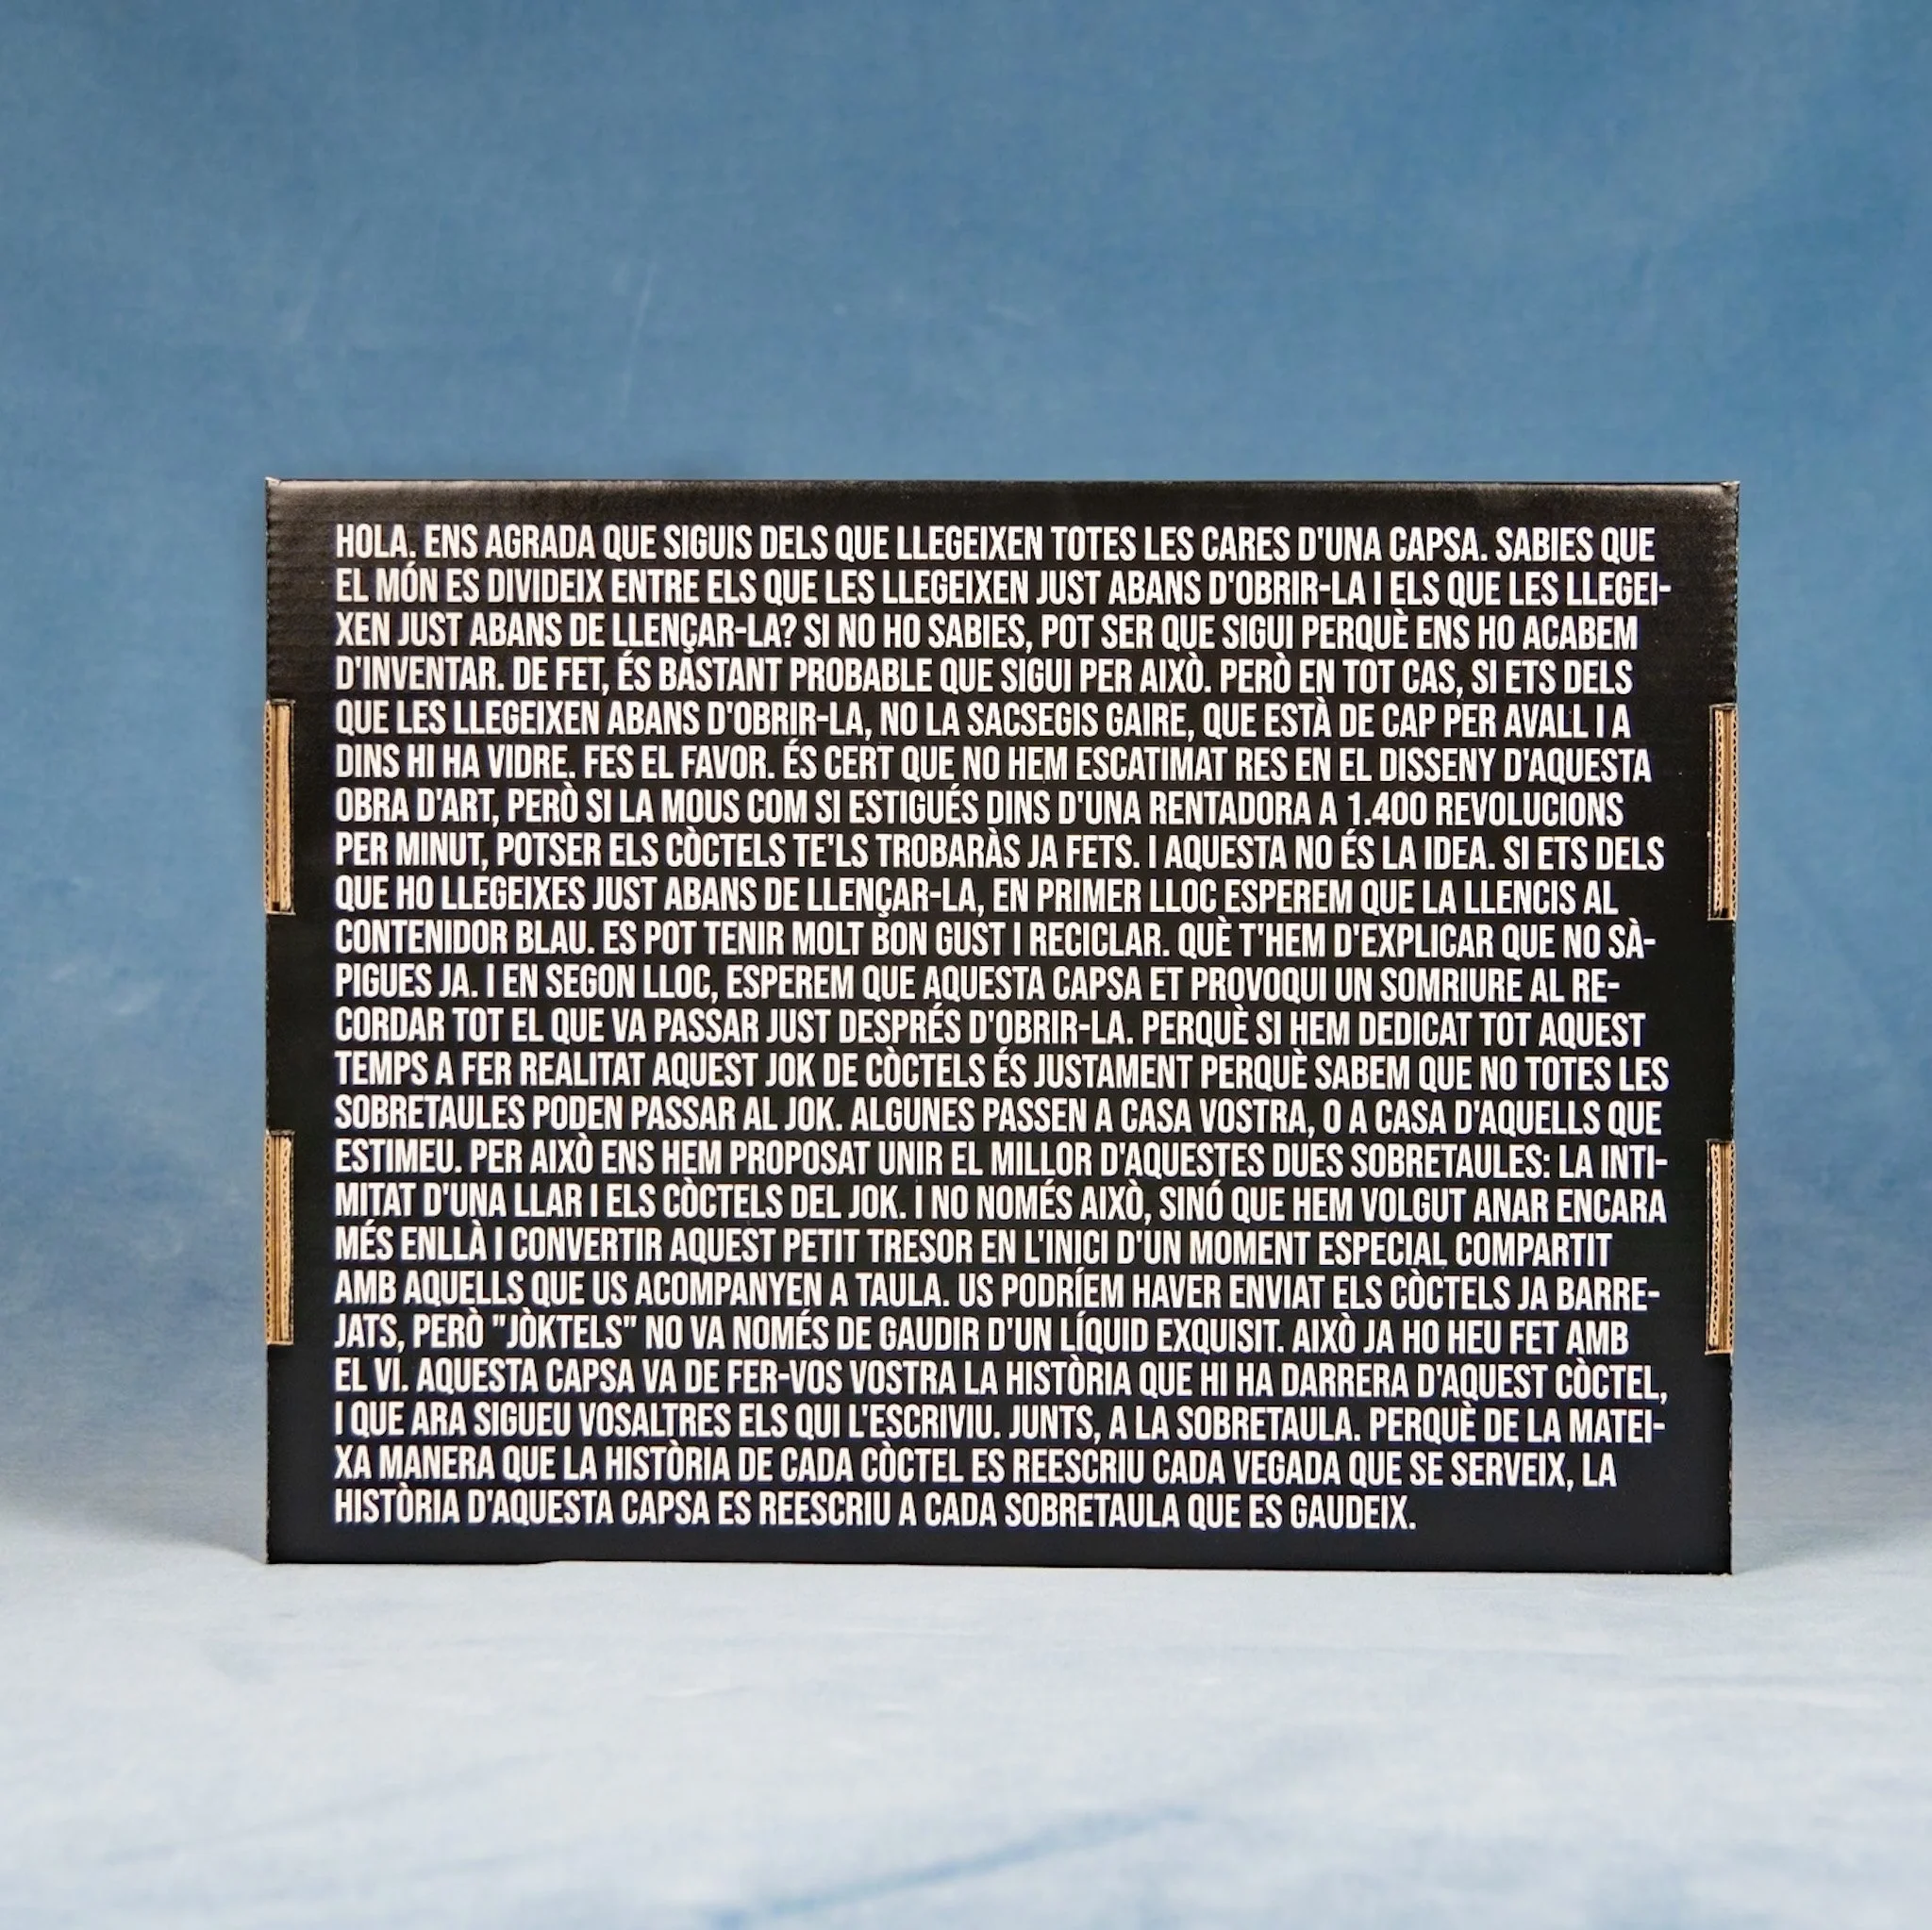 HOLA. ENS AGRADA QUE SIGUIS DELS QUE LLEGEIXEN TOTES LES CARES D'UNA CAPSA. SABIES QUE
EL MÓN ES DIVIDEIX ENTRE ELS QUE LES LLEGEIXEN JUST ABANS D'OBRIR-LA I ELS QUE LES LLEGEI-
XEN JUST ABANS DE LLENÇAR-LA? SI NO HO SABIES, POT SER QUE SIGUI PERQUÈ ENS HO ACABEM
D'INVENTAR. DE FET, ÉS BASTANT PROBABLE QUE SIGUI PER AIXÒ. PERÒ EN TOT CAS, SI ETS DELS
QUE LES LLEGEIXEN ABANS D'OBRIR-LA, NO LA SACSEGIS GAIRE, QUE ESTÀ DE CAP PER AVALL I A
DINS HI HA VIDRE. FES EL FAVOR. ÉS CERT QUE NO HEM ESCATIMAT RES EN EL DISSENY D'AQUESTA
OBRA D'ART, PERÒ SI LA MOUS COM SI ESTIGUÉS DINS D'UNA RENTADORA A 1.400 REVOLUCIONS
PER MINUT, POTSER ELS CÒCTELS TE'LS TROBARÀS JA FETS. I AQUESTA NO ÉS LA IDEA. SI ETS DELS
QUE HO LLEGEIXES JUST ABANS DE LLENÇAR-LA, EN PRIMER LLOC ESPEREM QUE LA LLENCIS AL
CONTENIDOR BLAU. ES POT TENIR MOLT BON GUST I RECICLAR. QUÈ T'HEM D'EXPLICAR QUE NO SÀ-
PIGUES JA. I EN SEGON LLOC, ESPEREM QUE AQUESTA CAPSA ET PROVOQUI UN SOMRIURE AL RE-
CORDAR TOT EL QUE VA PASSAR JUST DESPRÉS D'OBRIR-LA. PERQUÈ SI HEM DEDICAT TOT AQUEST
TEMPS A FER REALITAT AQUEST JOK DE CÒCTELS ÉS JUSTAMENT PERQUÈ SABEM QUE NO TOTES LES
SOBRETAULES PODEN PASSAR AL JOK. ALGUNES PASSEN A CASA VOSTRA, O A CASA D'AQUELLS QUE
ESTIMEU. PER AIXÒ ENS HEM PROPOSAT UNIR EL MILLOR D'AQUESTES DUES SOBRETAULES: LA INTI-
MITAT D'UNA LLAR I ELS CÒCTELS DEL JOK. I NO NOMÉS AIXÒ, SINÓ QUE HEM VOLGUT ANAR ENCARA
MÉS ENLLÀ I CONVERTIR AQUEST PETIT TRESOR EN L'INICI D'UN MOMENT ESPECIAL COMPARTIT
AMB AQUELLS QUE US ACOMPANYEN A TAULA. US PODRÍEM HAVER ENVIAT ELS CÒCTELS JA BARRE-
JATS, PERÒ "JÒKTELS" NO VA NOMÉS DE GAUDIR D'UN LÍQUID EXQUISIT. AIXÒ JA HO HEU FET AMB
EL VI. AQUESTA CAPSA VA DE FER-VOS VOSTRA LA HISTÒRIA QUE HI HA DARRERA D'AQUEST CÒCTEL,
I QUE ARA SIGUEU VOSALTRES ELS QUI L'ESCRIVIU. JUNTS, A LA SOBRETAULA. PERQUÈ DE LA MATEI-
XA MANERA QUE LA HISTÒRIA DE CADA CÒCTEL ES REESCRIU CADA VEGADA QUE SE SERVEIX, LA
HISTÒRIA D'AQUESTA CAPSA ES REESCRIU A CADA SOBRETAULA QUE ES GAUDEIX.